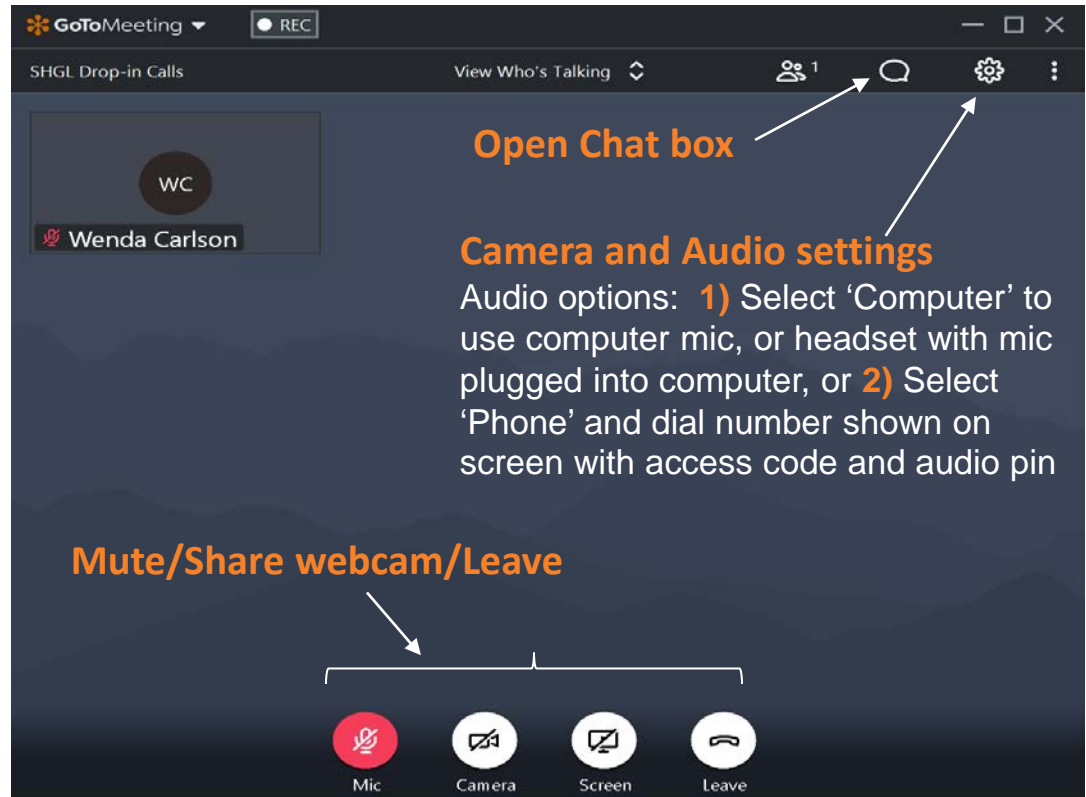 GoToMeeting REC
SHGL Drop-in Calls View Who's Talking 1
Open Chat box
WC
Wenda Carlson
Camera and Audio settings
Audio options: 1) Select ‘Computer’ to
use computer mic, or headset with mic
plugged into computer, or 2) Select
‘Phone’ and dial number shown on
screen with access code and audio pin
Mute/Share webcam/Leave
Mic Camera Screen Leave